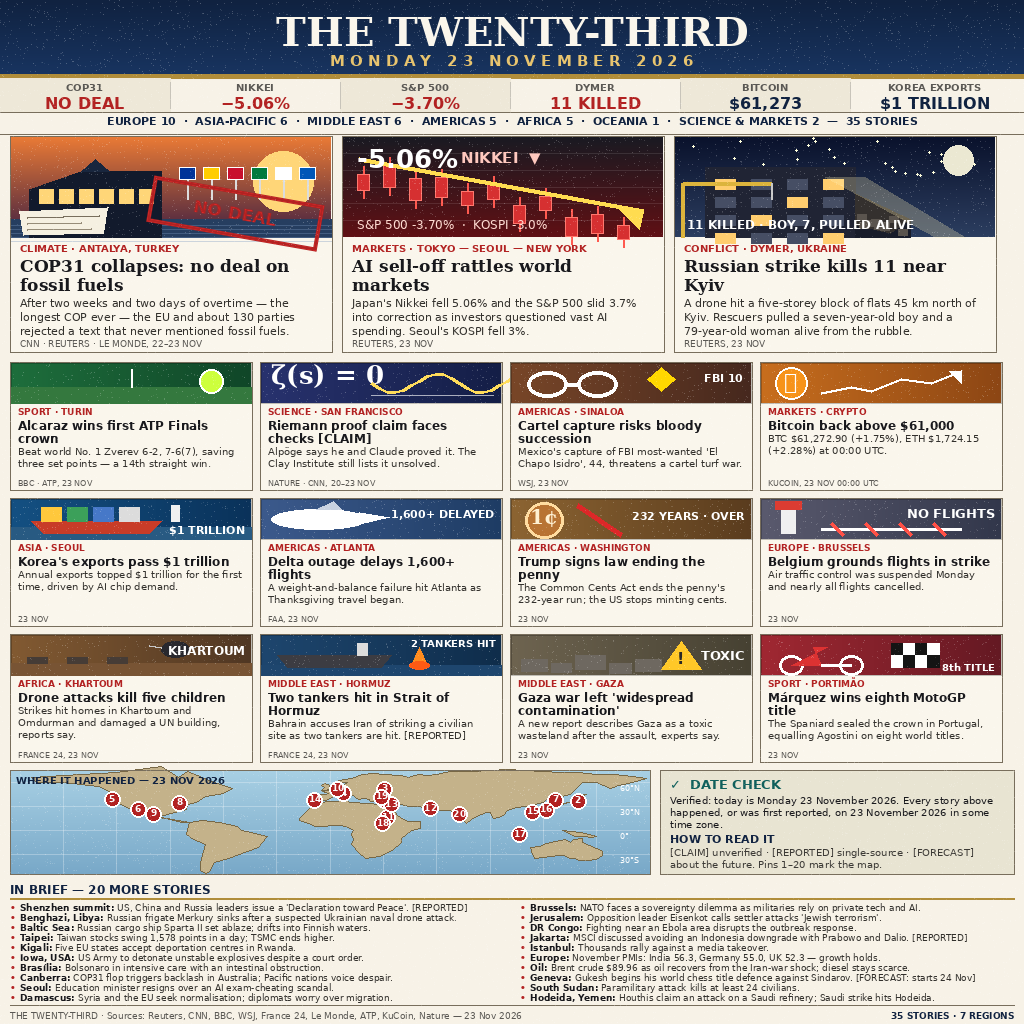 THE TWENTY-THIRD
MONDAY 23 NOVEMBER 2026
COP31
NO DEAL
NIKKEI
−5.06%
S&P 500
−3.70%
DYMER
11 KILLED
BITCOIN
$61,273
KOREA EXPORTS
$1 TRILLION
EUROPE 10 · ASIA-PACIFIC 6 · MIDDLE EAST 6 · AMERICAS 5 · AFRICA 5 · OCEANIA 1 · SCIENCE & MARKETS 2 — 35 STORIES
NO DEAL
CLIMATE · ANTALYA, TURKEY
COP31 collapses: no deal on
fossil fuels
After two weeks and two days of overtime — the
longest COP ever — the EU and about 130 parties
rejected a text that never mentioned fossil fuels.
CNN · REUTERS · LE MONDE, 22–23 NOV
-5.06% NIKKEI ▼
S&P 500 -3.70% · KOSPI -3.0%
MARKETS · TOKYO — SEOUL — NEW YORK
AI sell-off rattles world
markets
Japan's Nikkei fell 5.06% and the S&P 500 slid 3.7%
into correction as investors questioned vast AI
spending. Seoul's KOSPI fell 3%.
REUTERS, 23 NOV
11 KILLED · BOY, 7, PULLED ALIVE
CONFLICT · DYMER, UKRAINE
Russian strike kills 11 near
Kyiv
A drone hit a five-storey block of flats 45 km north of
Kyiv. Rescuers pulled a seven-year-old boy and a
79-year-old woman alive from the rubble.
REUTERS, 23 NOV
SPORT · TURIN
Alcaraz wins first ATP Finals
crown
Beat world No. 1 Zverev 6-2, 7-6(7), saving
three set points — a 14th straight win.
BBC · ATP, 23 NOV
ζ(s) = 0
SCIENCE · SAN FRANCISCO
Riemann proof claim faces
checks [CLAIM]
Alpöge says he and Claude proved it. The
Clay Institute still lists it unsolved.
NATURE · CNN, 20–23 NOV
FBI 10
AMERICAS · SINALOA
Cartel capture risks bloody
succession
Mexico's capture of FBI most-wanted 'El
Chapo Isidro', 44, threatens a cartel turf war.
WSJ, 23 NOV
MARKETS · CRYPTO
Bitcoin back above $61,000
BTC $61,272.90 (+1.75%), ETH $1,724.15
(+2.28%) at 00:00 UTC.
KUCOIN, 23 NOV 00:00 UTC
$1 TRILLION
ASIA · SEOUL
Korea's exports pass $1 trillion
Annual exports topped $1 trillion for the first
time, driven by AI chip demand.
23 NOV
1,600+ DELAYED
AMERICAS · ATLANTA
Delta outage delays 1,600+
flights
A weight-and-balance failure hit Atlanta as
Thanksgiving travel began.
FAA, 23 NOV
1¢
232 YEARS · OVER
AMERICAS · WASHINGTON
Trump signs law ending the
penny
The Common Cents Act ends the penny's
232-year run; the US stops minting cents.
23 NOV
NO FLIGHTS
EUROPE · BRUSSELS
Belgium grounds flights in strike
Air traffic control was suspended Monday
and nearly all flights cancelled.
23 NOV
KHARTOUM
AFRICA · KHARTOUM
Drone attacks kill five children
Strikes hit homes in Khartoum and
Omdurman and damaged a UN building,
reports say.
FRANCE 24, 23 NOV
2 TANKERS HIT
MIDDLE EAST · HORMUZ
Two tankers hit in Strait of
Hormuz
Bahrain accuses Iran of striking a civilian
site as two tankers are hit. [REPORTED]
FRANCE 24, 23 NOV
!
TOXIC
MIDDLE EAST · GAZA
Gaza war left 'widespread
contamination'
A new report describes Gaza as a toxic
wasteland after the assault, experts say.
23 NOV
8th TITLE
SPORT · PORTIMÃO
Márquez wins eighth MotoGP
title
The Spaniard sealed the crown in Portugal,
equalling Agostini on eight world titles.
23 NOV
WHERE IT HAPPENED — 23 NOV 2026
60°N
30°N
0°
30°S
5 6 9 8 14 10 13 12 20 18 17 15 16 7 2
✓ DATE CHECK
Verified: today is Monday 23 November 2026. Every story above
happened, or was first reported, on 23 November 2026 in some
time zone.
HOW TO READ IT
[CLAIM] unverified · [REPORTED] single-source · [FORECAST]
about the future. Pins 1–20 mark the map.
IN BRIEF — 20 MORE STORIES
• Shenzhen summit: US, China and Russia leaders issue a 'Declaration toward Peace'. [REPORTED]
• Benghazi, Libya: Russian frigate Merkury sinks after a suspected Ukrainian naval drone attack.
• Baltic Sea: Russian cargo ship Sparta II set ablaze; drifts into Finnish waters.
• Taipei: Taiwan stocks swing 1,578 points in a day; TSMC ends higher.
• Kigali: Five EU states accept deportation centres in Rwanda.
• Iowa, USA: US Army to detonate unstable explosives despite a court order.
• Brasília: Bolsonaro in intensive care with an intestinal obstruction.
• Canberra: COP31 flop triggers backlash in Australia; Pacific nations voice despair.
• Seoul: Education minister resigns over an AI exam-cheating scandal.
• Damascus: Syria and the EU seek normalisation; diplomats worry over migration.
• Brussels: NATO faces a sovereignty dilemma as militaries rely on private tech and AI.
• Jerusalem: Opposition leader Eisenkot calls settler attacks 'Jewish terrorism'.
• DR Congo: Fighting near an Ebola area disrupts the outbreak response.
• Jakarta: MSCI discussed avoiding an Indonesia downgrade with Prabowo and Dalio. [REPORTED]
• Istanbul: Thousands rally against a media takeover.
• Europe: November PMIs: India 56.3, Germany 55.0, UK 52.3 — growth holds.
• Oil: Brent crude $89.96 as oil recovers from the Iran-war shock; diesel stays scarce.
• Geneva: Gukesh begins his world chess title defence against Sindarov. [FORECAST: starts 24 Nov]
• South Sudan: Paramilitary attack kills at least 24 civilians.
• Hodeida, Yemen: Houthis claim an attack on a Saudi refinery; Saudi strike hits Hodeida.
THE TWENTY-THIRD · Sources: Reuters, CNN, BBC, WSJ, France 24, Le Monde, ATP, KuCoin, Nature — 23 Nov 2026
35 STORIES · 7 REGIONS